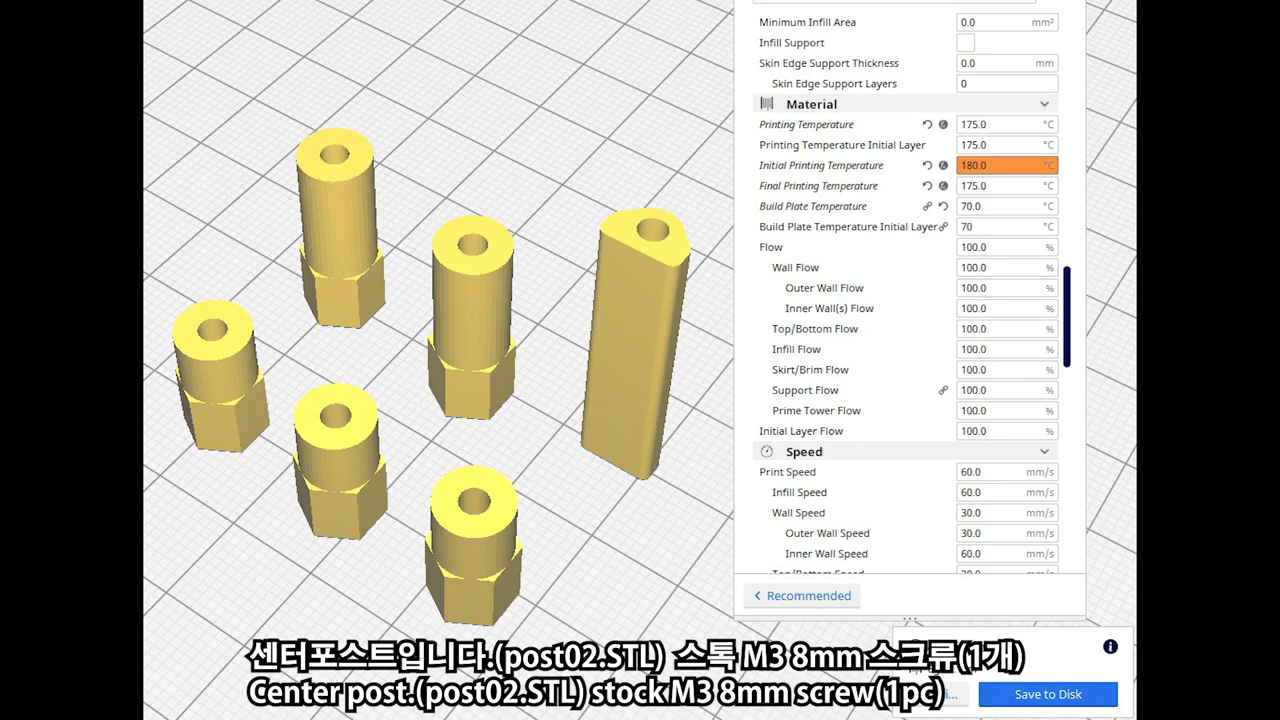 Minimum Infill Area 0.0 mm²
Infill Support
Skin Edge Support Thickness 0.0 mm
Skin Edge Support Layers 0
Material
Printing Temperature 175.0 °C
Printing Temperature Initial Layer 175.0 °C
Initial Printing Temperature 180.0 °C
Final Printing Temperature 175.0 °C
Build Plate Temperature 70.0 °C
Build Plate Temperature Initial Layer 70 °C
Flow 100.0 %
Wall Flow 100.0 %
Outer Wall Flow 100.0 %
Inner Wall(s) Flow 100.0 %
Top/Bottom Flow 100.0 %
Infill Flow 100.0 %
Skirt/Brim Flow 100.0 %
Support Flow 100.0 %
Prime Tower Flow 100.0 %
Initial Layer Flow 100.0 %
Speed
Print Speed 60.0 mm/s
Infill Speed 60.0 mm/s
Wall Speed 30.0 mm/s
Outer Wall Speed 30.0 mm/s
Inner Wall Speed 60.0 mm/s
Recommended
센터포스트입니다.(post02.STL) 스톡 M3 8mm 스크류(1개)
Center post.(post02.STL) stock M3 8mm screw(1pc)
Save to Disk